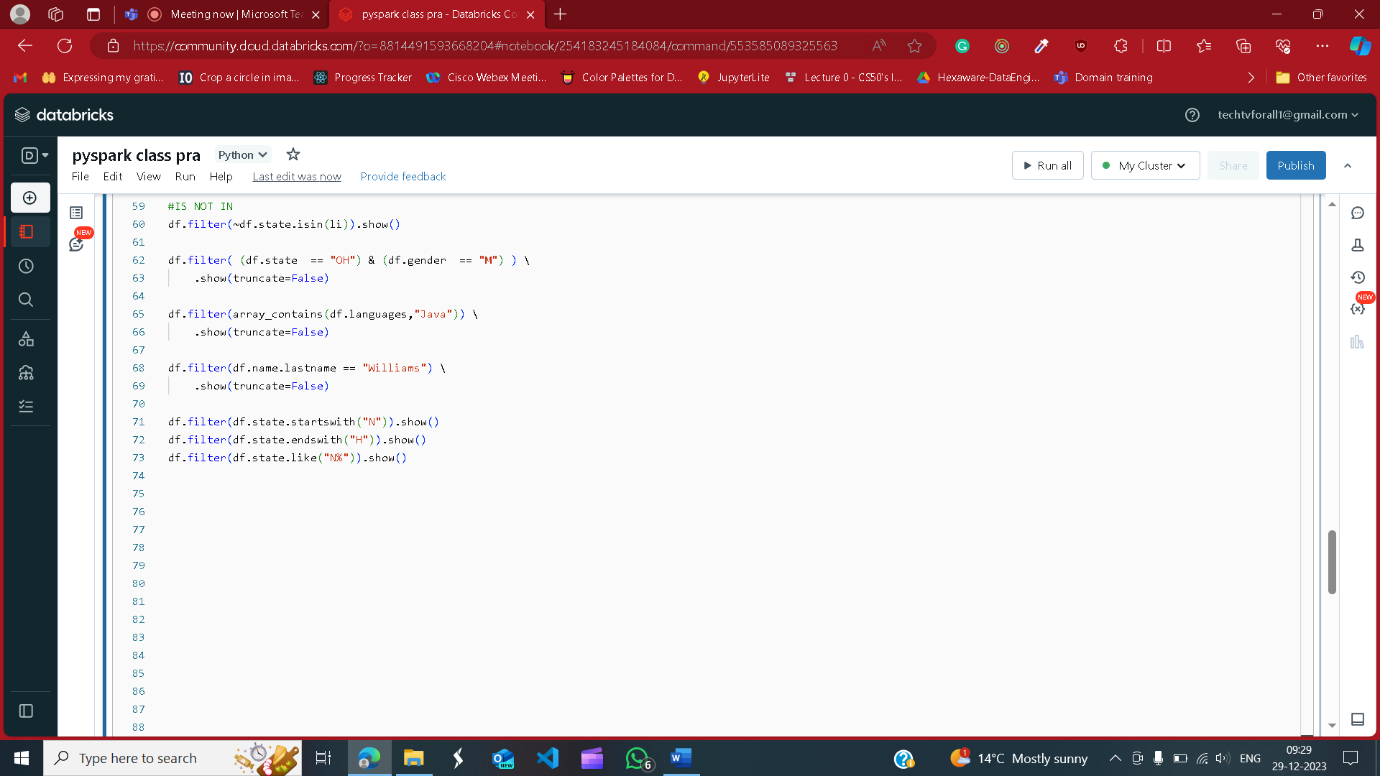 Meeting now | Microsoft Tea
pyspark class pra - Databricks Co
https://community.cloud.databricks.com/?o=8814491593668204#notebook/254183245184084/command/553585089325563
Expressing my grati...
Crop a circle in ima...
Progress Tracker
Cisco Webex Meeti...
Color Palettes for D...
JupyterLite
Lecture 0 - CS50's I...
Hexaware-DataEngi...
Domain training
Other favorites
databricks
techtvforall1@gmail.com
D
pyspark class pra
Python
File Edit View Run Help Last edit was now Provide feedback
Run all
My Cluster
Share
Publish
NEW
NEW
59 #IS NOT IN
60 df.filter(~df.state.isin(li)).show()
61
62 df.filter( (df.state  == "OH") & (df.gender  == "M") ) \
63     .show(truncate=False)
64
65 df.filter(array_contains(df.languages,"Java")) \
66     .show(truncate=False)
67
68 df.filter(df.name.lastname == "Williams") \
69     .show(truncate=False)
70
71 df.filter(df.state.startswith("N")).show()
72 df.filter(df.state.endswith("H")).show()
73 df.filter(df.state.like("N%")).show()
74
75
76
77
78
79
80
81
82
83
84
85
86
87
88
Type here to search
6
1
14°C Mostly sunny
ENG
09:29
29-12-2023